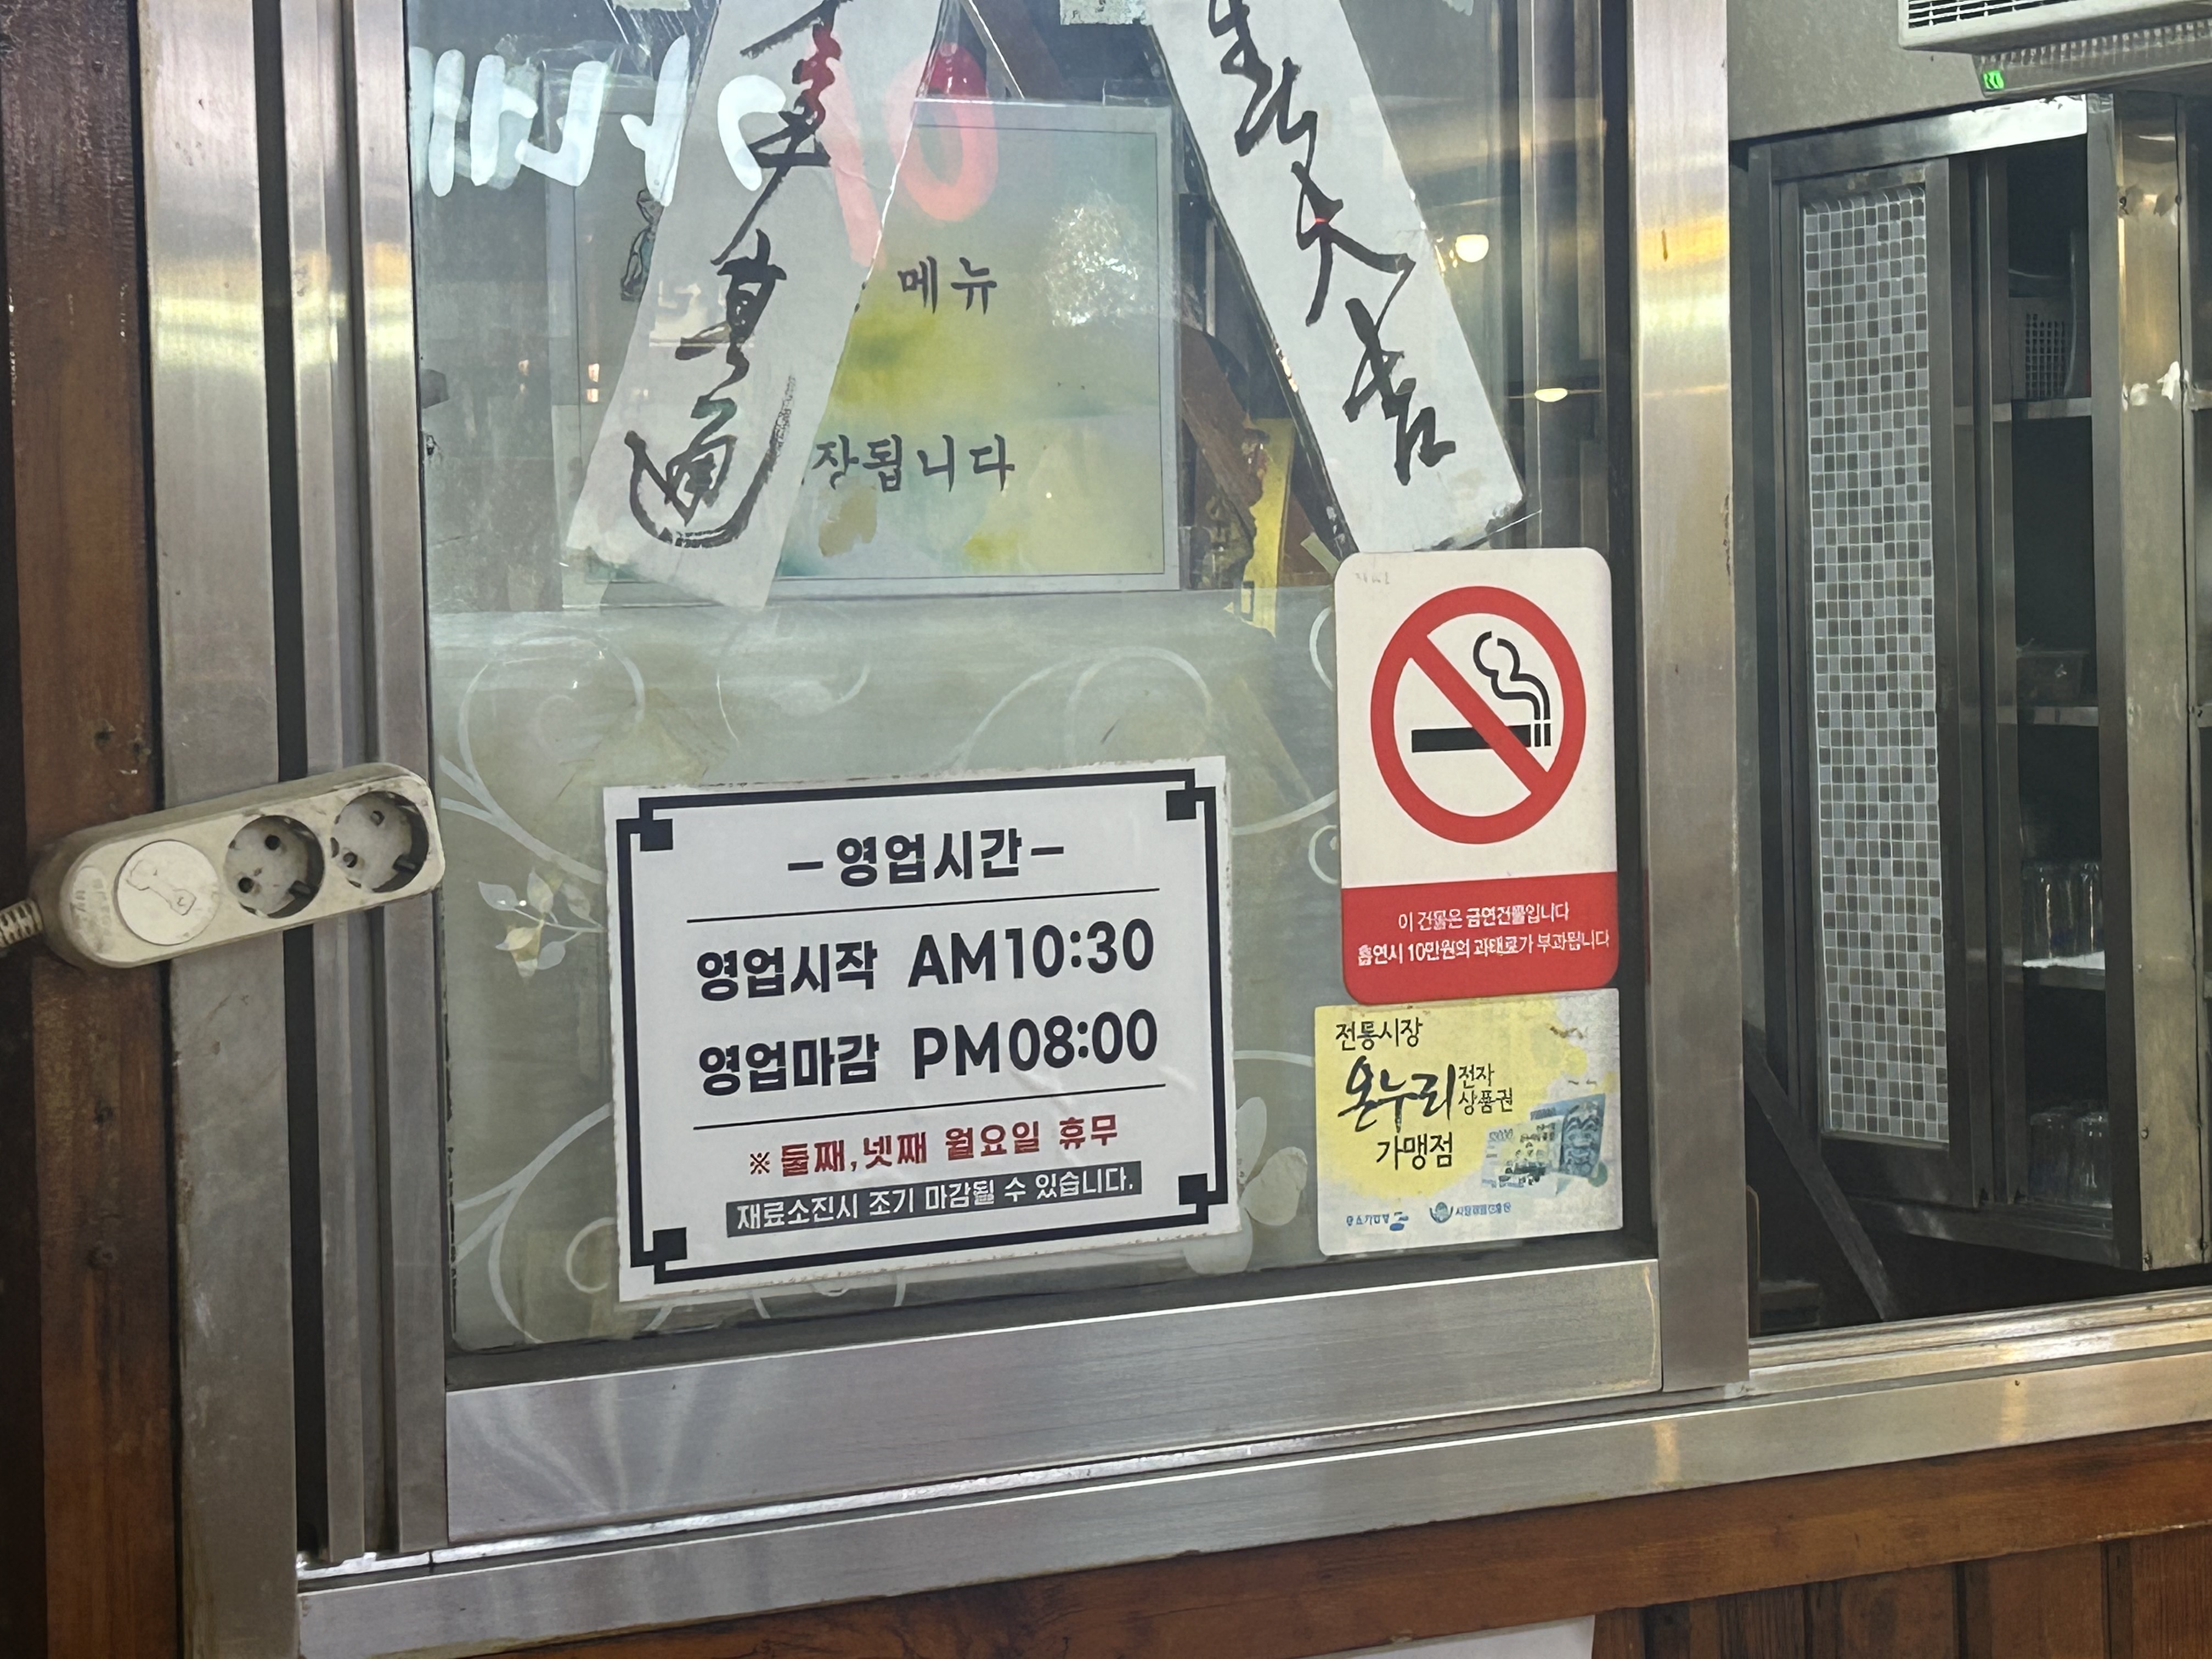 메뉴
장됩니다
一영업시간一
영업시작 AM10:30
영업마감 PM08:00
※둘째,넷째 월요일 휴무
재료소진시 조기 마감될 수 있습니다.
이 건물은 금연건물입니다
흡연시 10만원의 과태료가 부과됩니다
전통시장
온누리 전자
상품권
가맹점